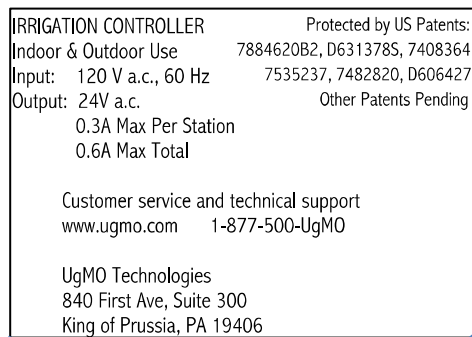 IRRIGATION CONTROLLER Protected by US Patents:
Indoor & Outdoor Use 7884620B2, D631378S, 7408364
Input: 120 V a.c., 60 Hz 7535237, 7482820, D606427
Output: 24V a.c. Other Patents Pending
0.3A Max Per Station
0.6A Max Total
Customer service and technical support
www.ugmo.com 1-877-500-UgMO
UgMO Technologies
840 First Ave, Suite 300
King of Prussia, PA 19406